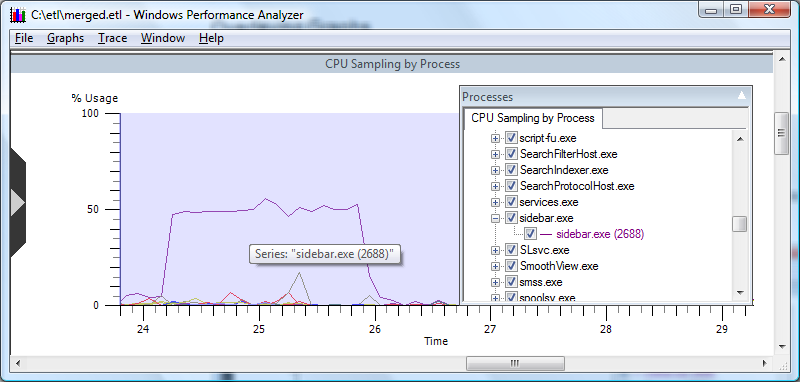 C:\etl\merged.etl - Windows Performance Analyzer
File Graphs Trace Window Help
CPU Sampling by Process
% Usage
100
50
0
Series: "sidebar.exe (2688)"
Processes
CPU Sampling by Process
script-fu.exe
SearchFilterHost.exe
SearchIndexer.exe
SearchProtocolHost.exe
services.exe
sidebar.exe
sidebar.exe (2688)
SLsvc.exe
SmoothView.exe
smss.exe
spoolsv.exe
24 25 26 27 28 29
Time